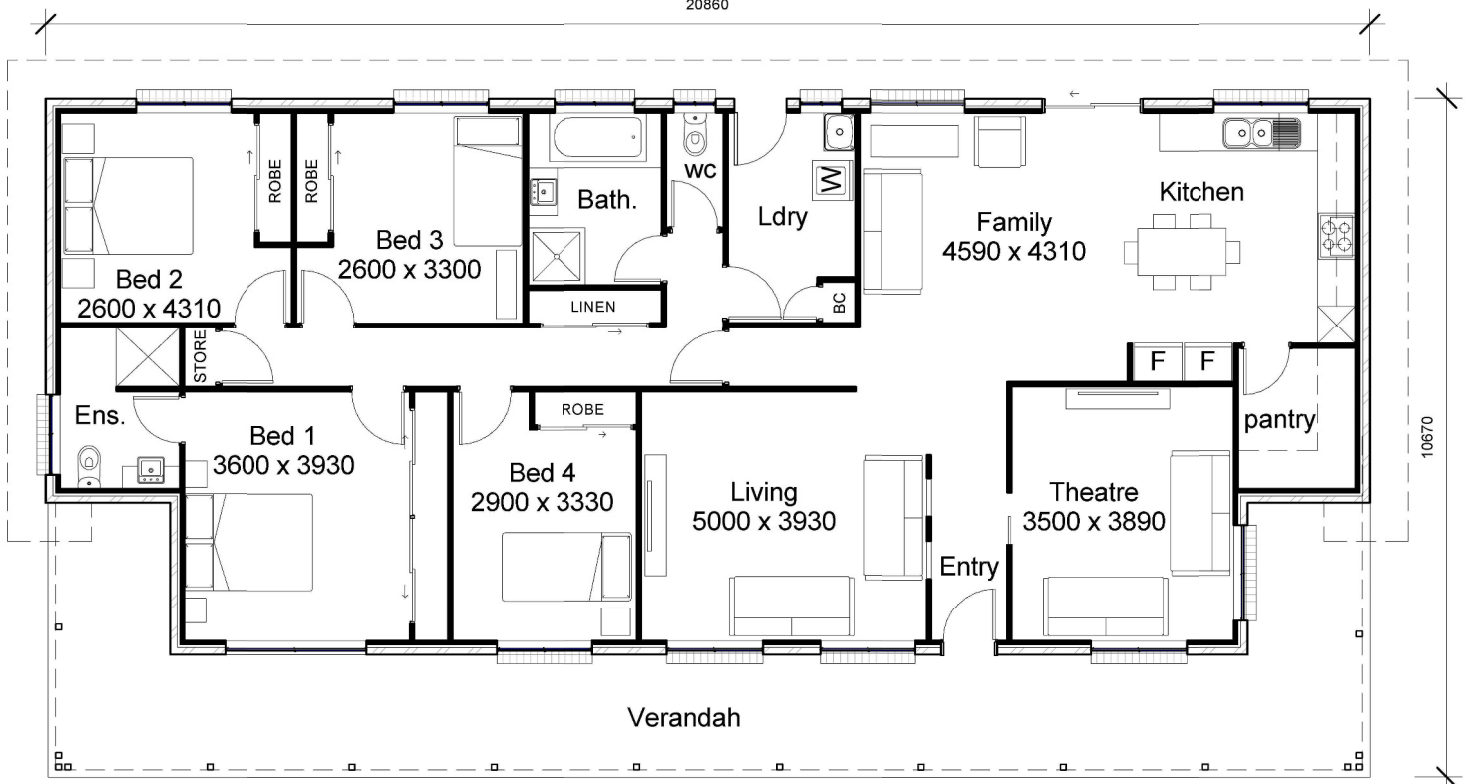 20860
ROBE
ROBE
WC
Bath.
W
Ldry
Kitchen
Family
4590 x 4310
Bed 3
2600 x 3300
Bed 2
2600 x 4310
LINEN
BC
STORE
F
F
Ens.
ROBE
pantry
10670
Bed 1
3600 x 3930
Bed 4
2900 x 3330
Living
5000 x 3930
Theatre
3500 x 3890
Entry
Verandah